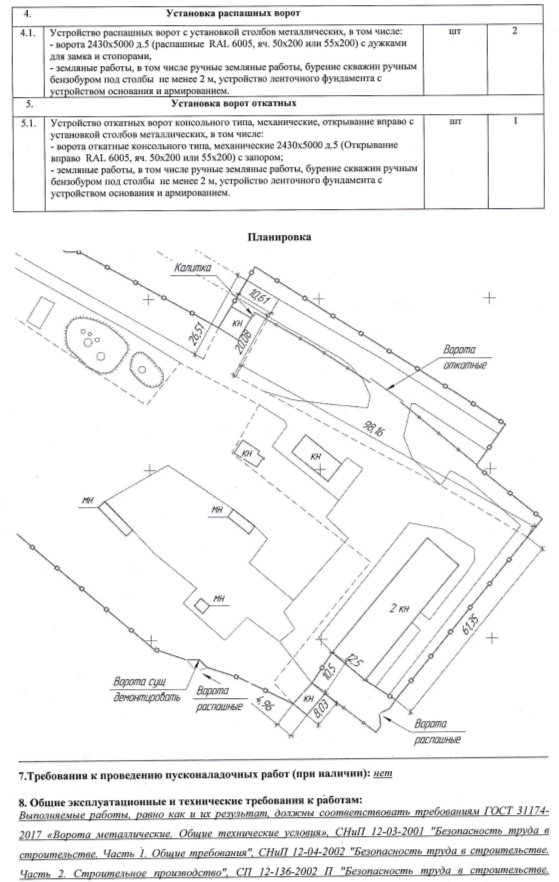 4. Установка распашных ворот
4.1. Устройство распашных ворот с установкой столбов металлических, в том числе: шт 2
- ворота 2430х5000 д.5 (распашные RAL 6005, яч. 50х200 или 55х200) с дужками
для замка и стопорами,
- земляные работы, в том числе ручные земляные работы, бурение скважин ручным
бензобуром под столбы не менее 2 м, устройство ленточного фундамента с
устройством основания и армированием.
5. Установка ворот откатных
5.1. Устройство откатных ворот консольного типа, механические, открывание вправо с шт 1
установкой столбов металлических, в том числе:
- ворота откатные консольного типа, механические 2430х5000 д.5 (Открывание
вправо RAL 6005, яч. 50х200 или 55х200) с запором;
- земляные работы, в том числе ручные земляные работы, бурение скважин ручным
бензобуром под столбы не менее 2 м, устройство ленточного фундамента с
устройством основания и армированием.
Планировка
Калитка
10,61
кн
26,51
20,08
Ворота
откатные
98,16
кн
кн
мн
мн
2 кн
мн
61,35
12,5
10,5
Ворота сущ
демонтировать
Ворота
распашные
кн
4,96
8,03
Ворота
распашные
7.Требования к проведению пусконаладочных работ (при наличии): нет
8. Общие эксплуатационные и технические требования к работам:
Выполняемые работы, равно как и их результат, должны соответствовать требованиям ГОСТ 31174-
2017 «Ворота металлические. Общие технические условия», СНиП 12-03-2001 "Безопасность труда в
строительстве. Часть 1. Общие требования", СНиП 12-04-2002 "Безопасность труда в строительстве.
Часть 2. Строительное производство", СП 12-136-2002 П "Безопасность труда в строительстве.